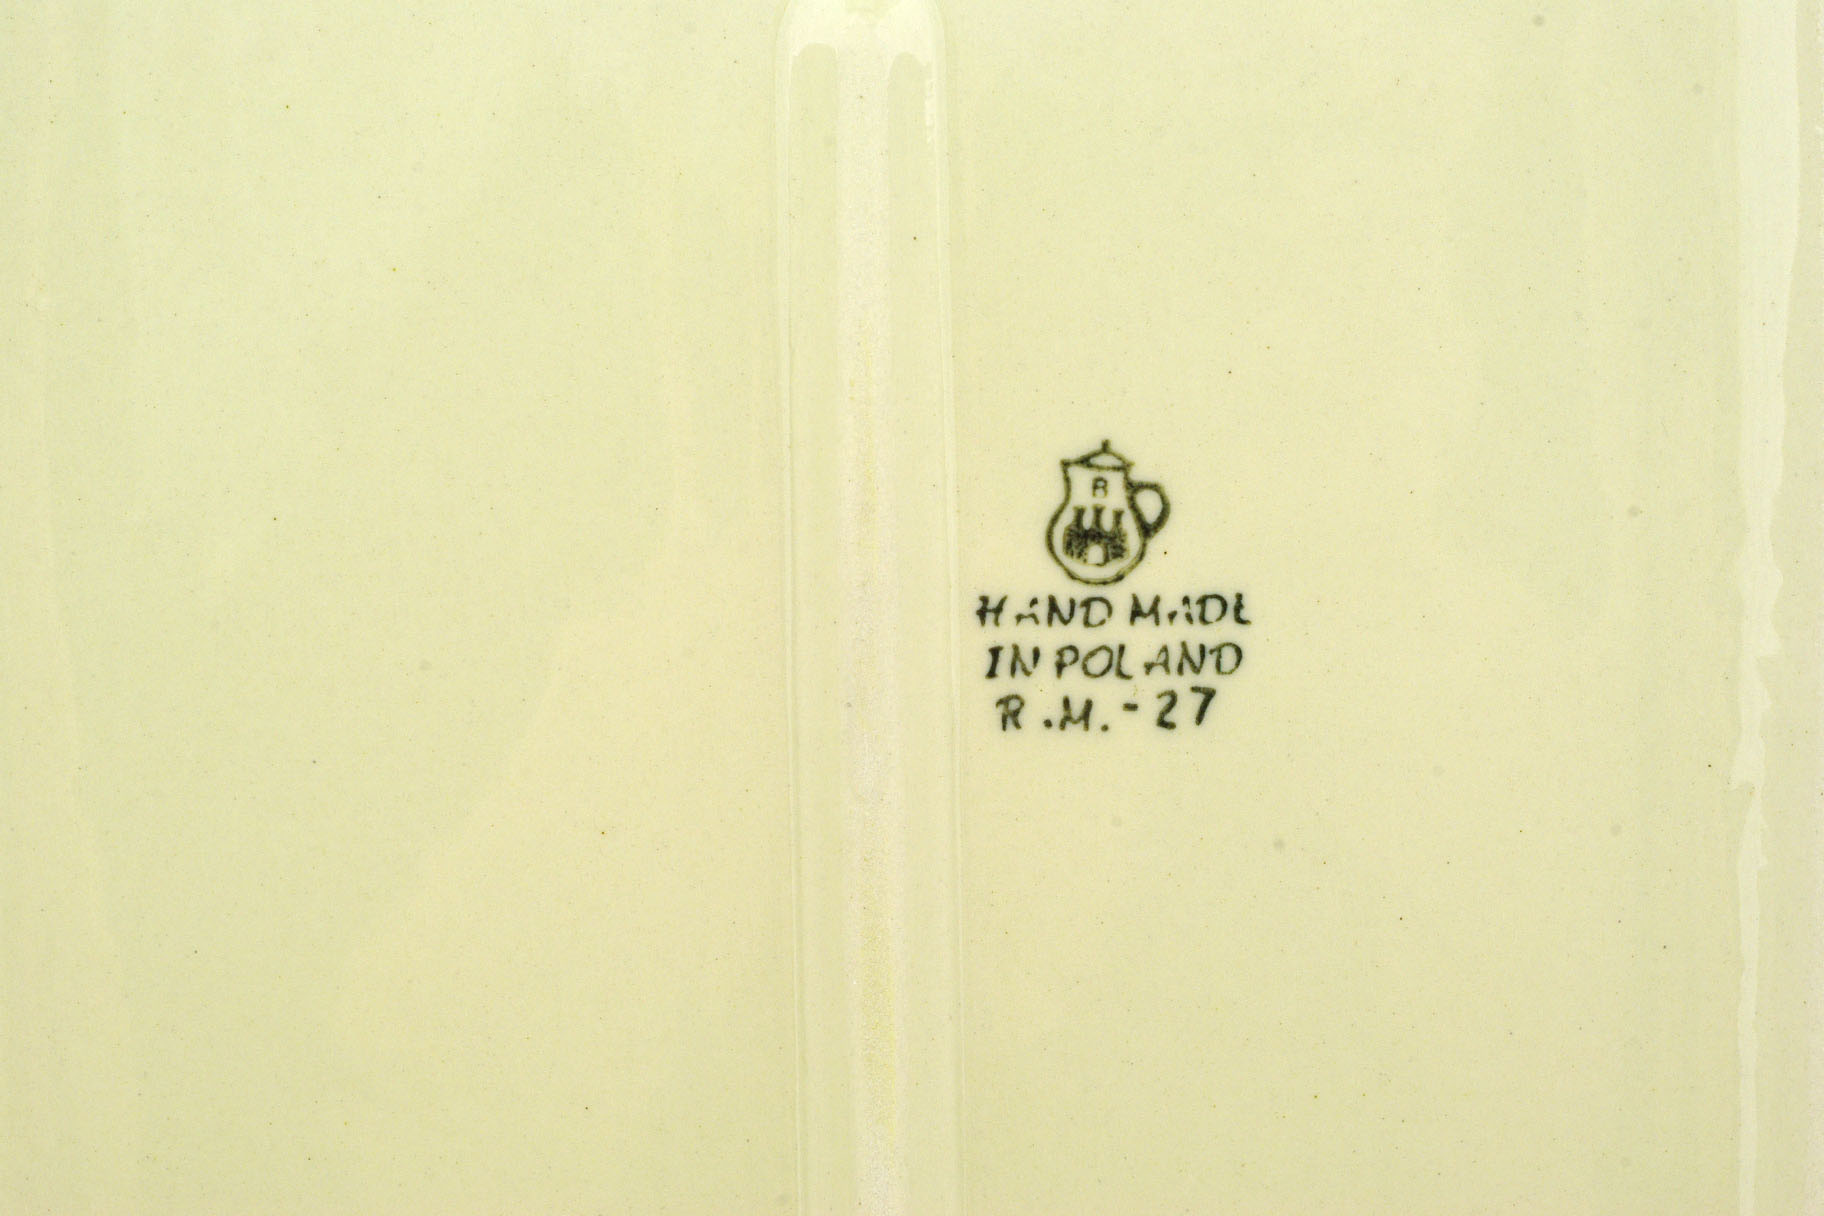 R
HAND MADE
IN POLAND
R.M.-27